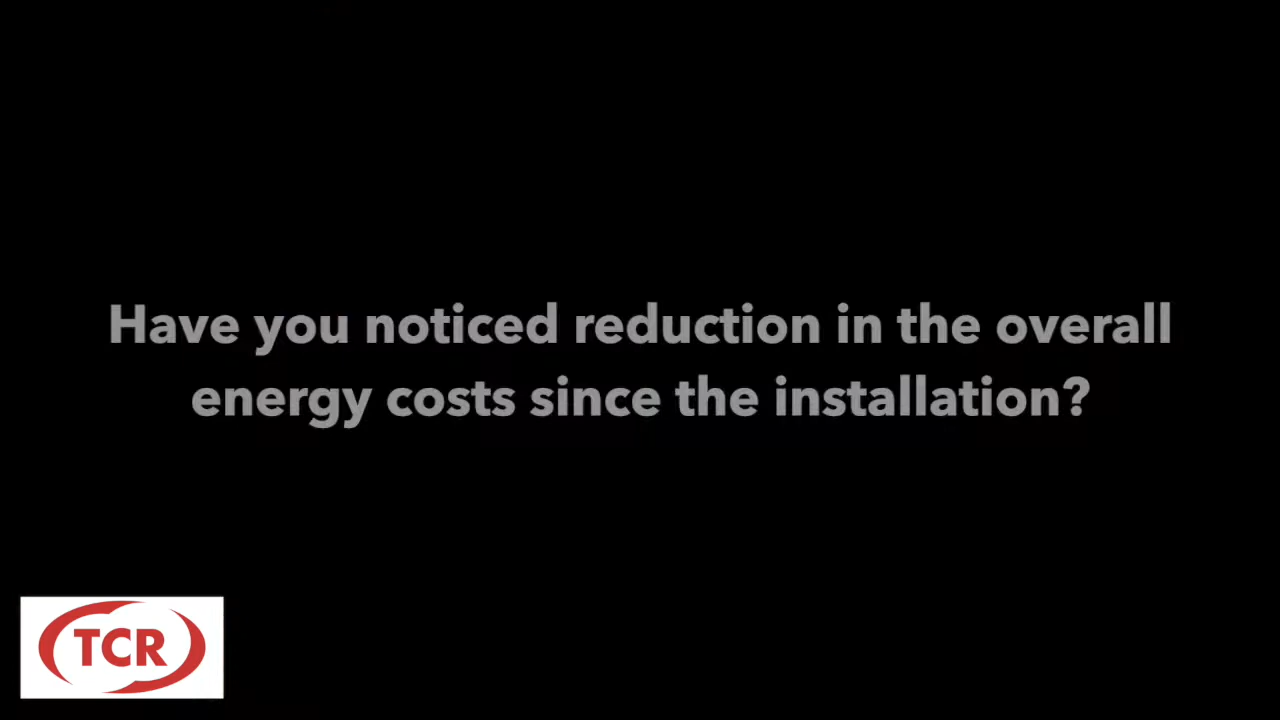 Have you noticed reduction in the overall
energy costs since the installation?
TCR